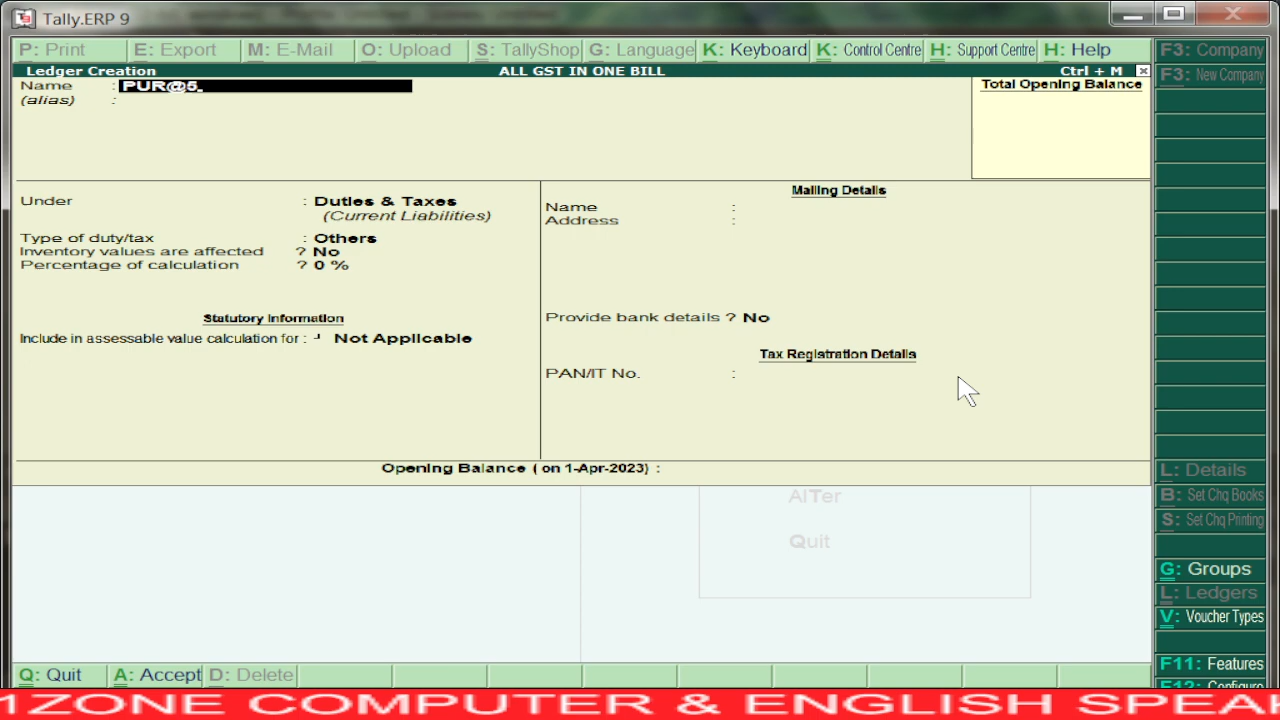 Tally.ERP 9
P: Print E: Export M: E-Mail O: Upload S: TallyShop G: Language K: Keyboard K: Control Centre H: Support Centre H: Help F3: Company
Ledger Creation ALL GST IN ONE BILL Ctrl + M F3: New Company
Name : PUR@5 Total Opening Balance
(alias) :
Mailing Details
Under : Duties & Taxes Name :
(Current Liabilities) Address :
Type of duty/tax : Others
Inventory values are affected ? No
Percentage of calculation ? 0 %
Statutory Information Provide bank details ? No
Include in assessable value calculation for : Not Applicable
Tax Registration Details
PAN/IT No. :
Opening Balance ( on 1-Apr-2023) : L: Details
AlTer B: Set Chq Books
S: Set Chq Printing
Quit
G: Groups
L: Ledgers
V: Voucher Types
F11: Features
Q: Quit A: Accept D: Delete F12: Configure
1ZONE COMPUTER & ENGLISH SPEA